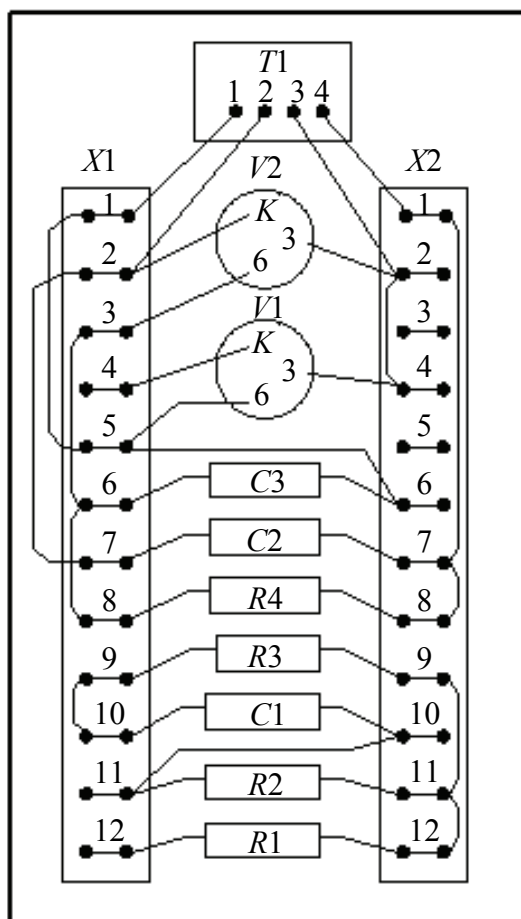 T1
1 2 3 4
X1 V2 X2
1 K 1
2 6 3 2
3 V1 3
4 K 3 4
5 6 5
6 C3 6
7 C2 7
8 R4 8
9 R3 9
10 C1 10
11 R2 11
12 R1 12